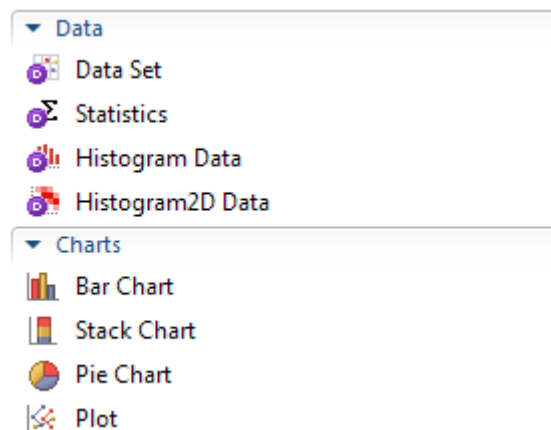 Data
Data Set
Statistics
Histogram Data
Histogram2D Data
Charts
Bar Chart
Stack Chart
Pie Chart
Plot